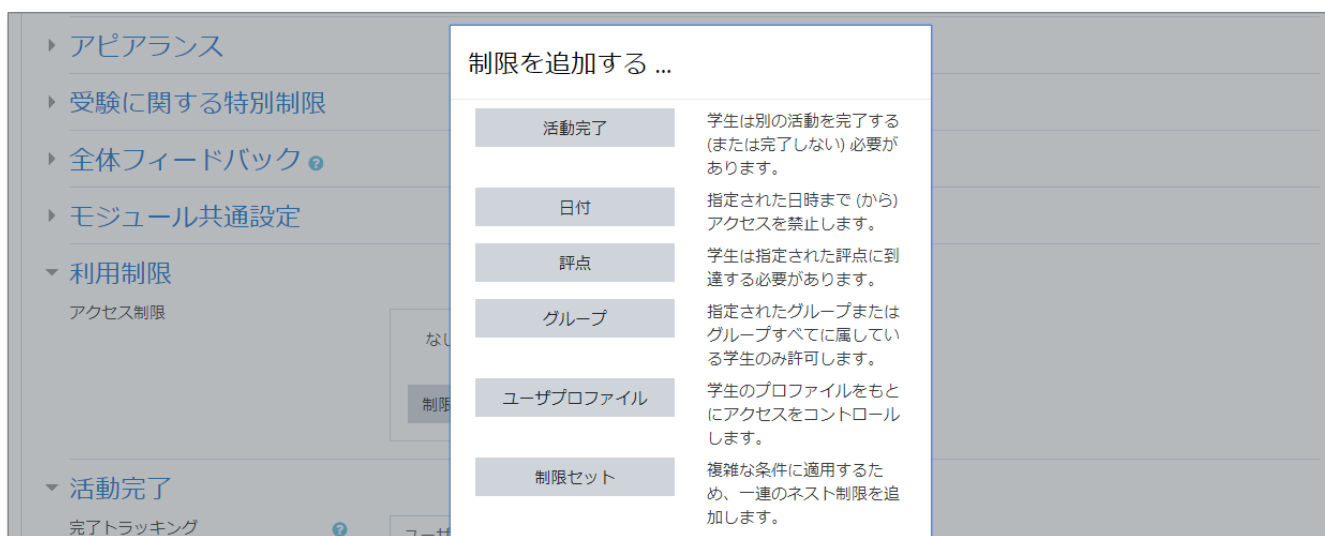 アピアランス
受験に関する特別制限
全体フィードバック
モジュール共通設定
利用制限
アクセス制限
なし
制限
活動完了
完了トラッキング
ユーザ
制限を追加する ...
活動完了
学生は別の活動を完了する
(または完了しない) 必要が
あります。
日付
指定された日時まで (から)
アクセスを禁止します。
評点
学生は指定された評点に到
達する必要があります。
グループ
指定されたグループまたは
グループすべてに属してい
る学生のみ許可します。
ユーザプロファイル
学生のプロファイルをもと
にアクセスをコントロール
します。
制限セット
複雑な条件に適用するた
め、一連のネスト制限を追
加します。